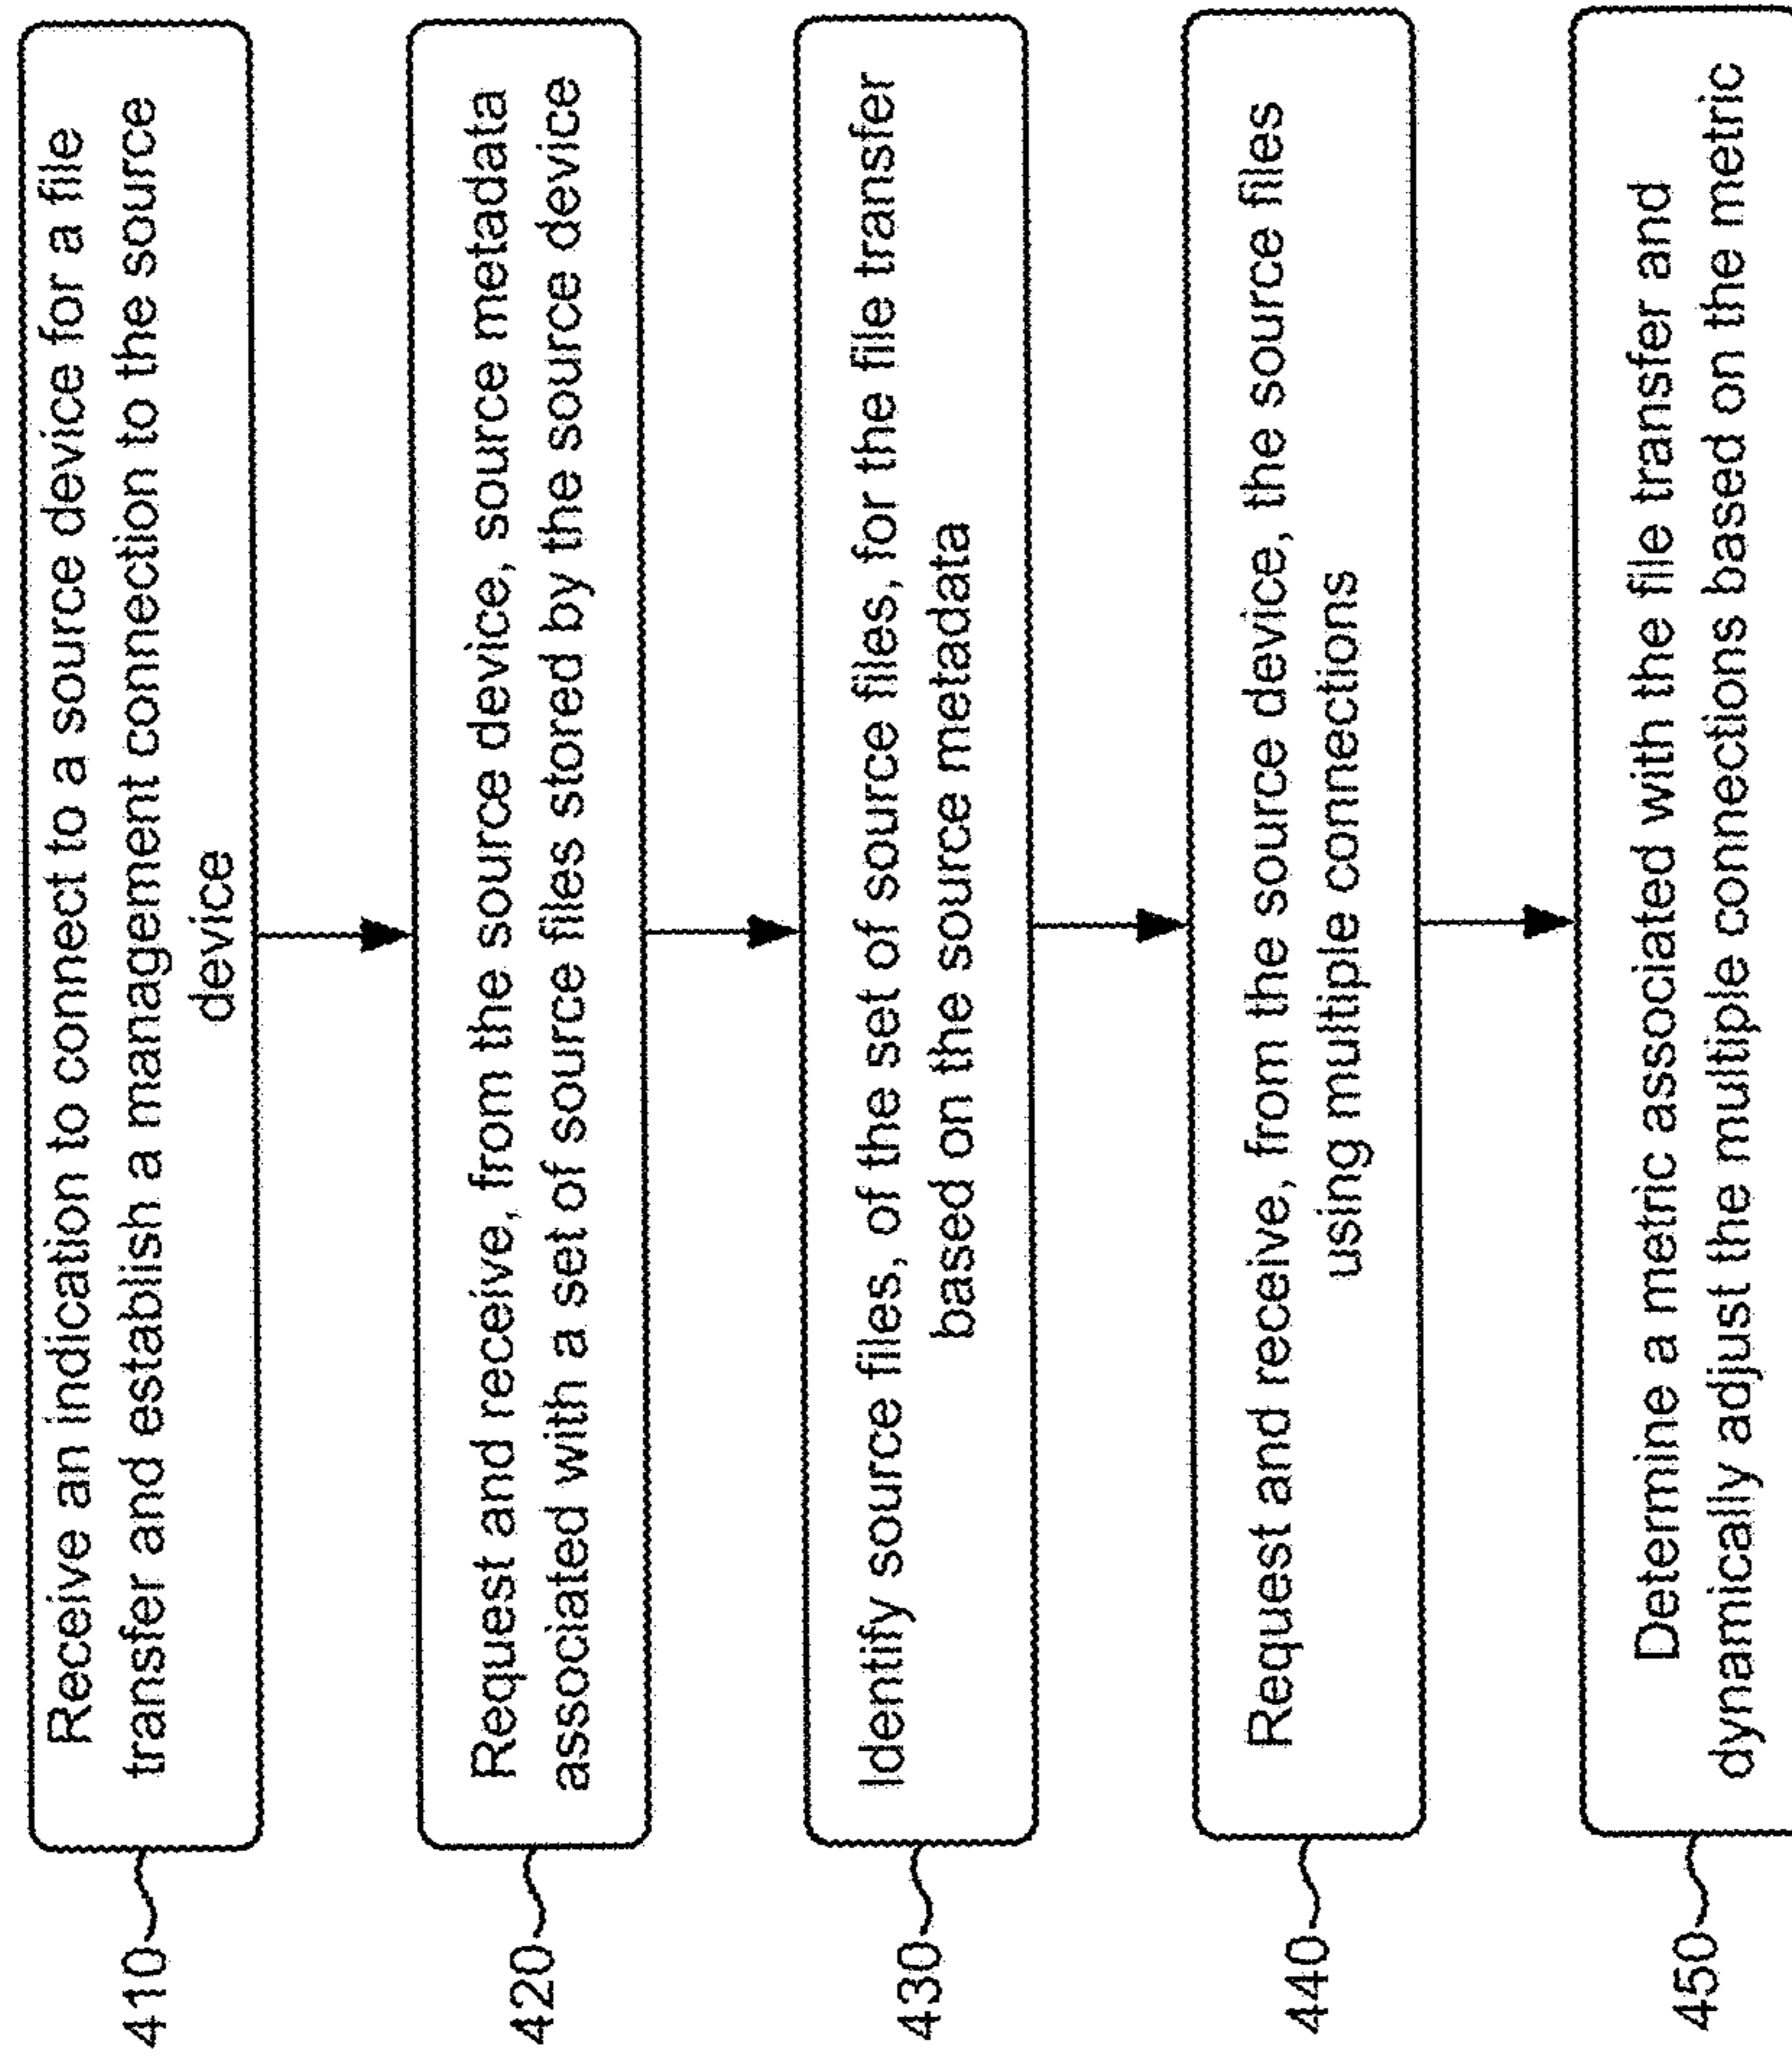 410
Receive an indication to connect to a source device for a file
transfer and establish a management connection to the source
device
420
Request and receive, from the source device, source metadata
associated with a set of source files stored by the source device
430
Identify source files, of the set of source files, for the file transfer
based on the source metadata
440
Request and receive, from the source device, the source files
using multiple connections
450
Determine a metric associated with the file transfer and
dynamically adjust the multiple connections based on the metric